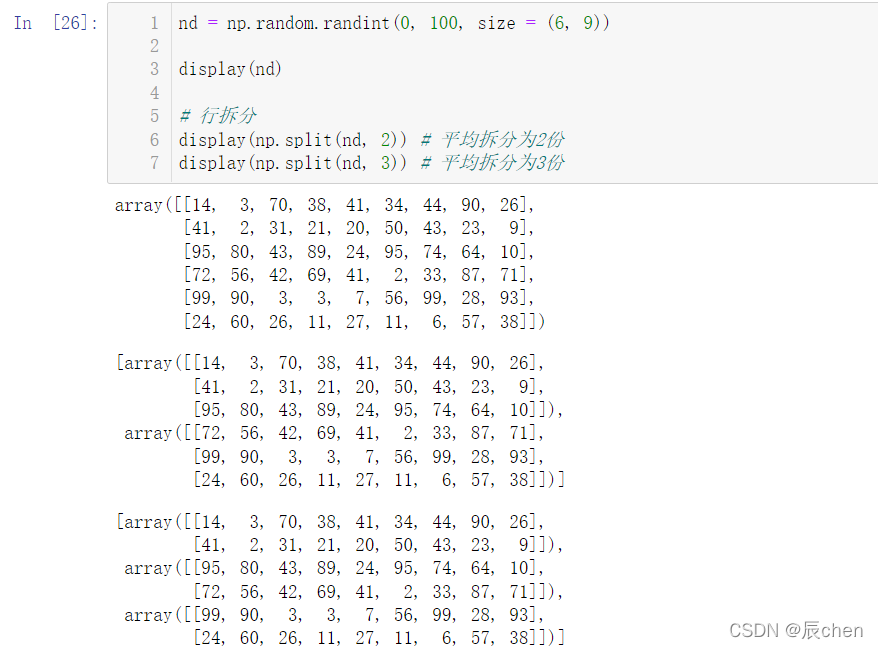 In [26]:
1 nd = np.random.randint(0, 100, size = (6, 9))
2
3 display(nd)
4
5 # 行拆分
6 display(np.split(nd, 2)) # 平均拆分为2份
7 display(np.split(nd, 3)) # 平均拆分为3份
array([[14,  3, 70, 38, 41, 34, 44, 90, 26],
       [41,  2, 31, 21, 20, 50, 43, 23,  9],
       [95, 80, 43, 89, 24, 95, 74, 64, 10],
       [72, 56, 42, 69, 41,  2, 33, 87, 71],
       [99, 90,  3,  3,  7, 56, 99, 28, 93],
       [24, 60, 26, 11, 27, 11,  6, 57, 38]])
[array([[14,  3, 70, 38, 41, 34, 44, 90, 26],
        [41,  2, 31, 21, 20, 50, 43, 23,  9],
        [95, 80, 43, 89, 24, 95, 74, 64, 10]]),
 array([[72, 56, 42, 69, 41,  2, 33, 87, 71],
        [99, 90,  3,  3,  7, 56, 99, 28, 93],
        [24, 60, 26, 11, 27, 11,  6, 57, 38]])]
[array([[14,  3, 70, 38, 41, 34, 44, 90, 26],
        [41,  2, 31, 21, 20, 50, 43, 23,  9]]),
 array([[95, 80, 43, 89, 24, 95, 74, 64, 10],
        [72, 56, 42, 69, 41,  2, 33, 87, 71]]),
 array([[99, 90,  3,  3,  7, 56, 99, 28, 93],
        [24, 60, 26, 11, 27, 11,  6, 57, 38]])]
CSDN @辰chen